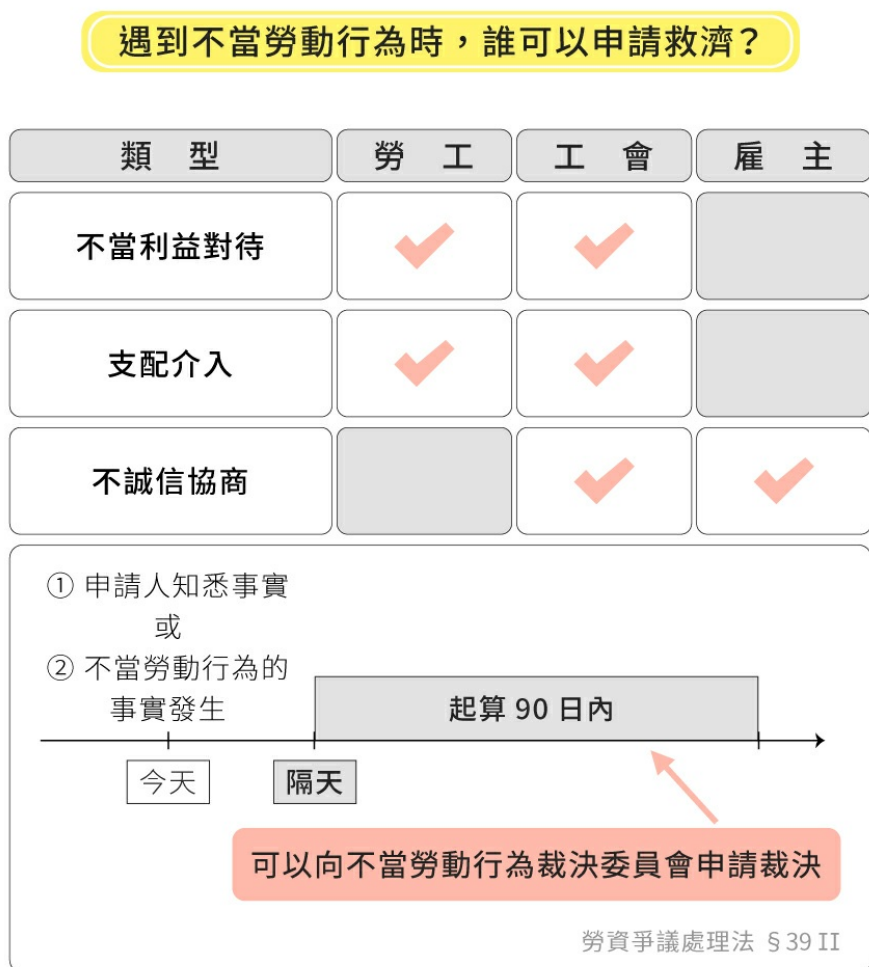 遇到不當勞動行為時，誰可以申請救濟？
類型 勞工 工會 雇主
不當利益對待
支配介入
不誠信協商
① 申請人知悉事實
或
② 不當勞動行為的
事實發生
起算 90 日內
今天
隔天
可以向不當勞動行為裁決委員會申請裁決
勞資爭議處理法 §39 II